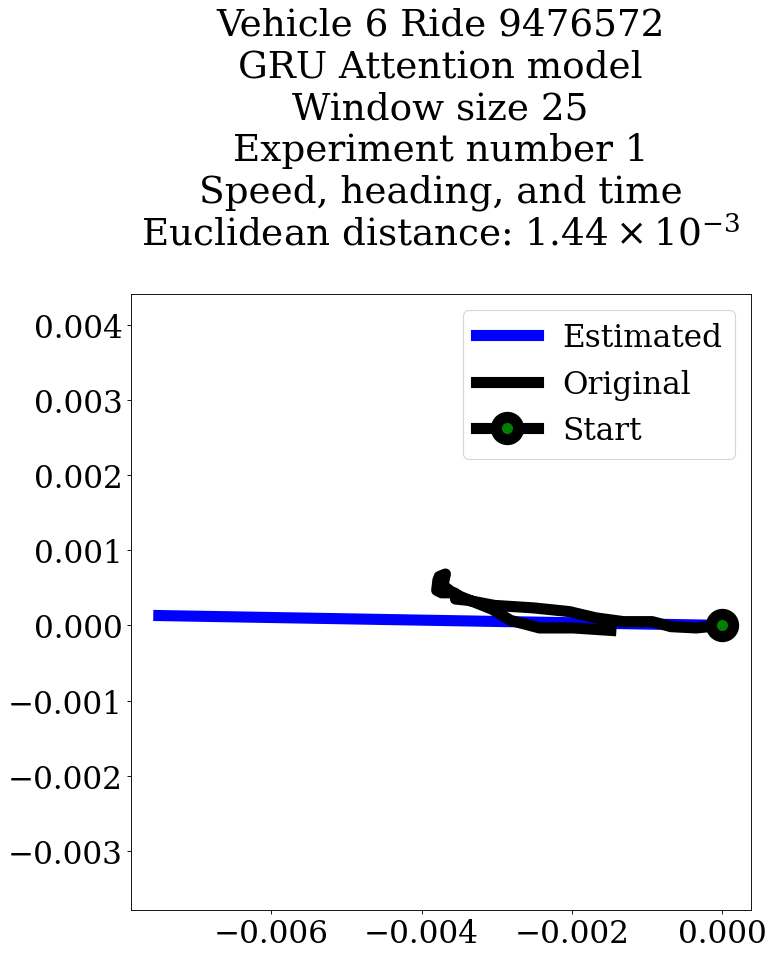 Vehicle 6 Ride 9476572
GRU Attention model
Window size 25
Experiment number 1
Speed, heading, and time
Euclidean distance: 1.44 × 10⁻³
Estimated
Original
Start
0.004
0.003
0.002
0.001
0.000
−0.001
−0.002
−0.003
−0.006 −0.004 −0.002 0.000